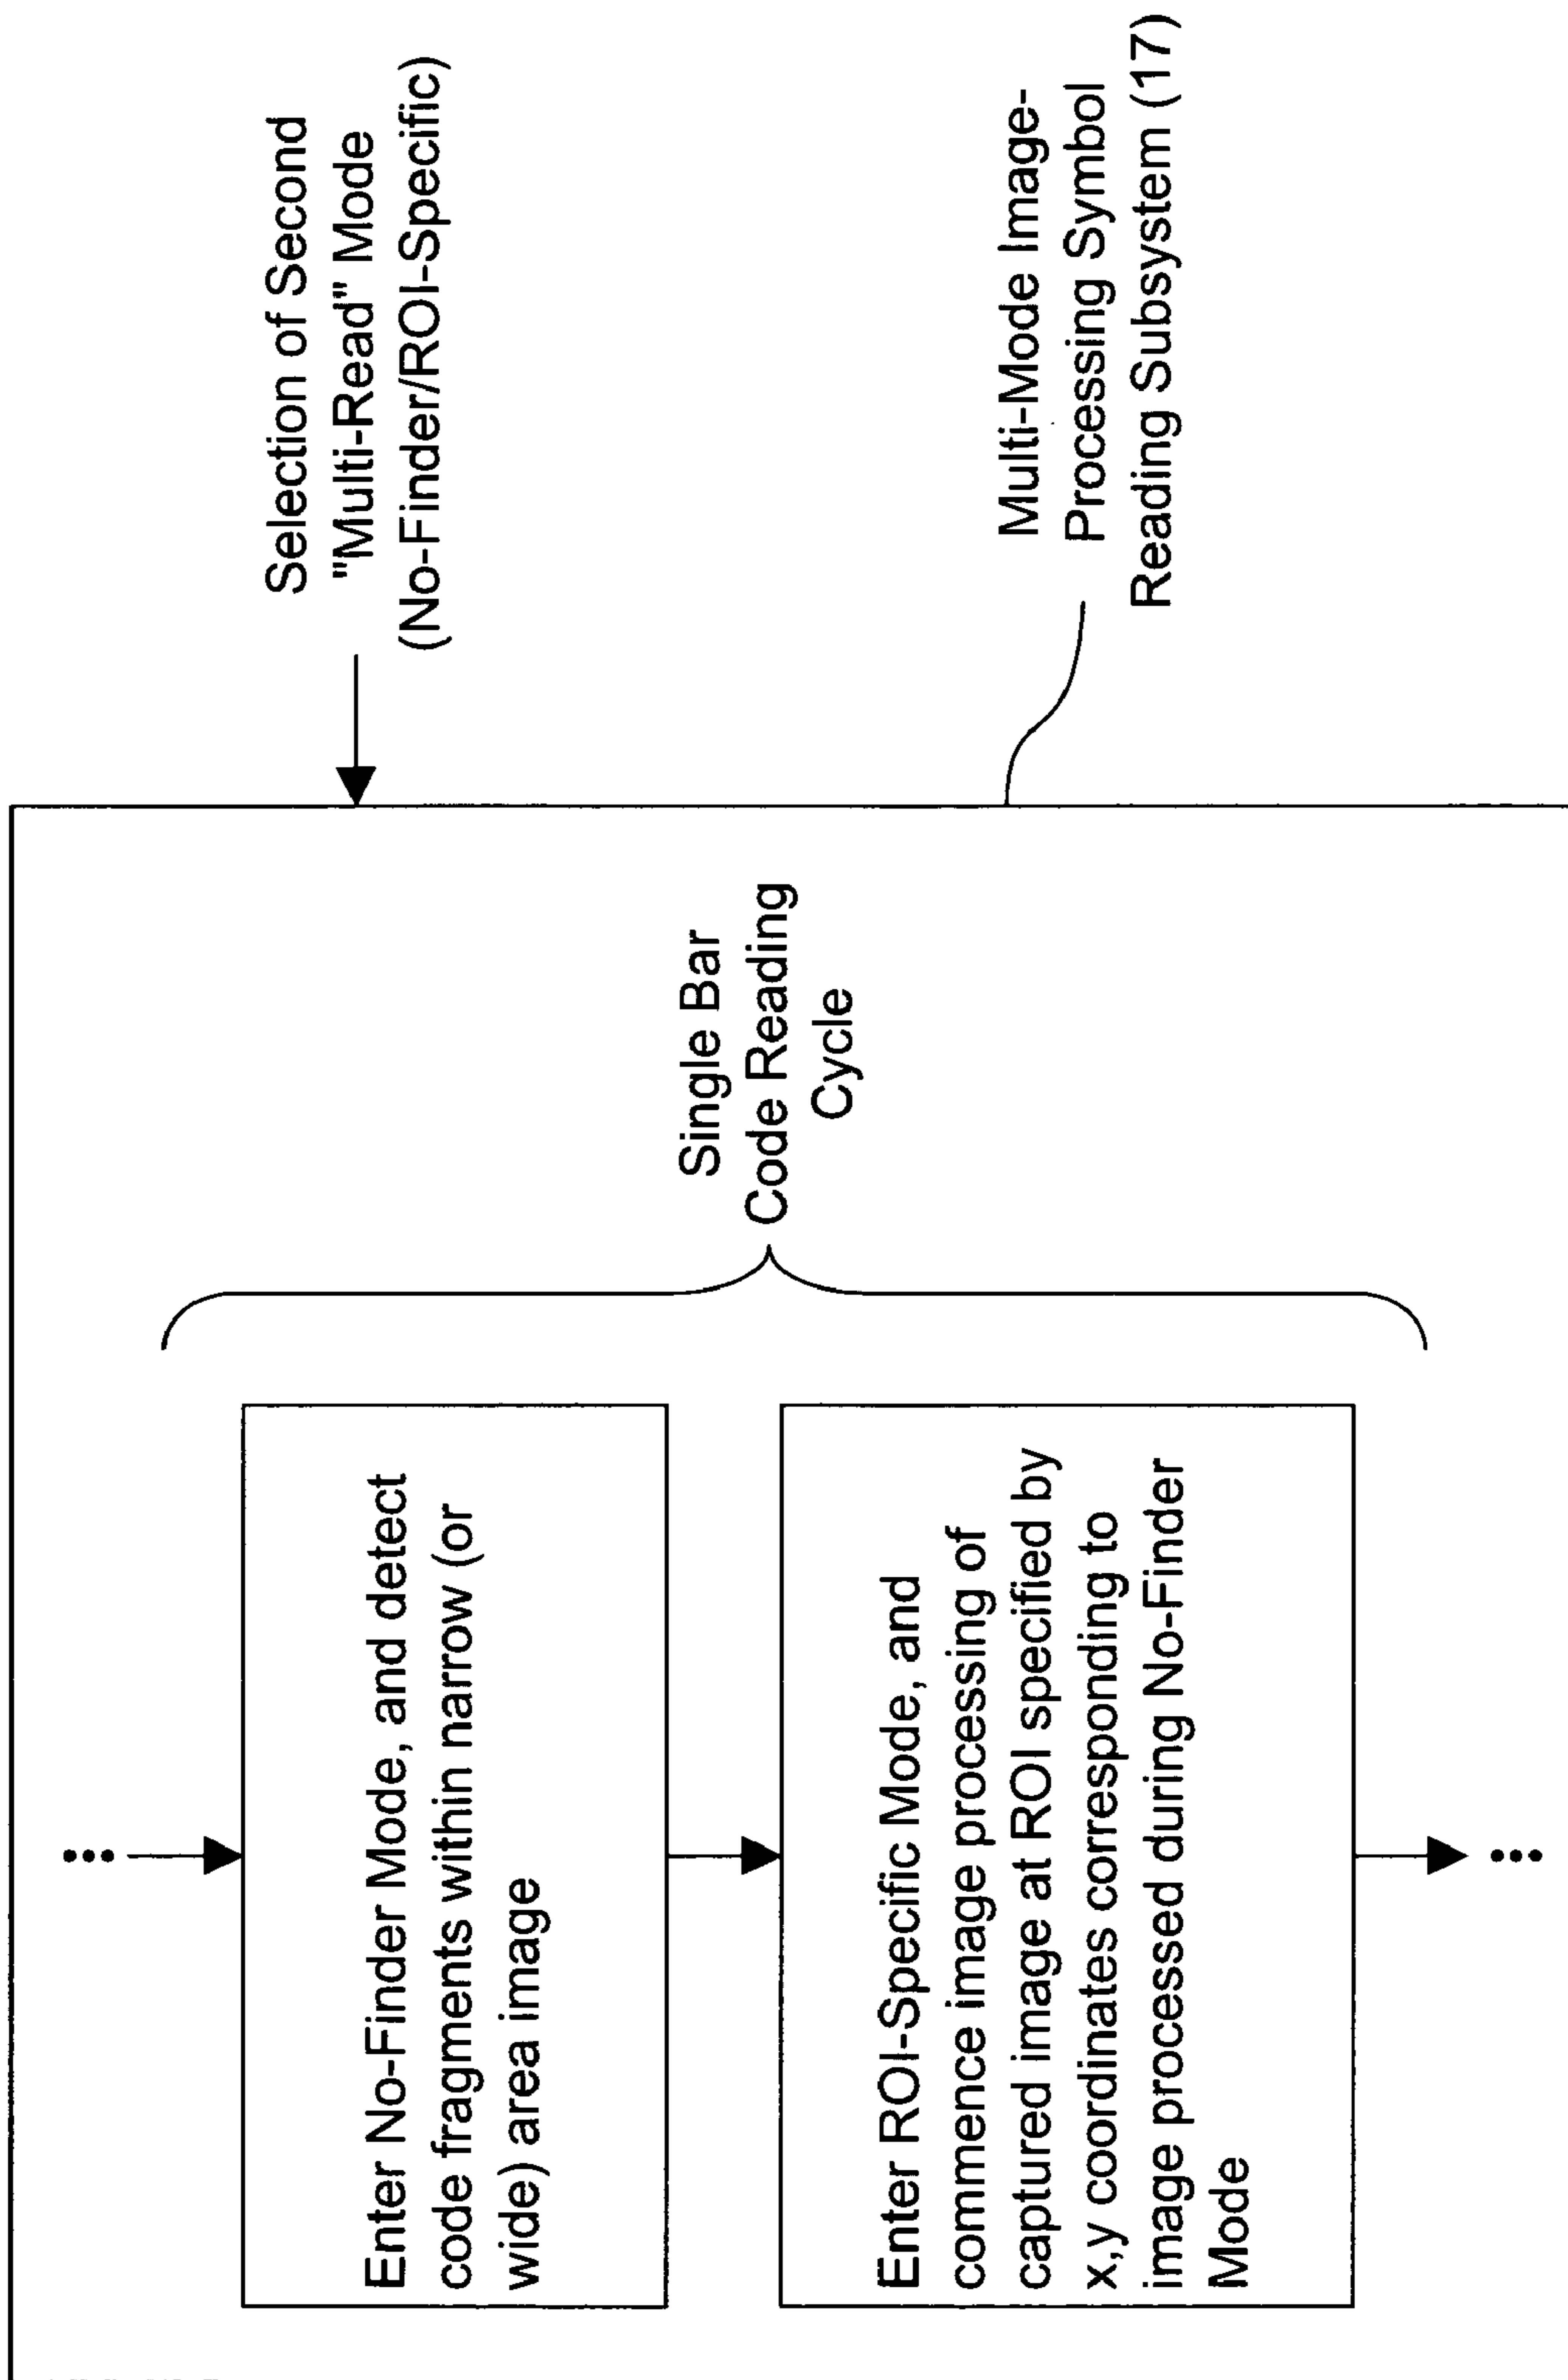 Selection of Second
"Multi-Read" Mode
(No-Finder/ROI-Specific)
Multi-Mode Image-
Processing Symbol
Reading Subsystem (17)
Single Bar
Code Reading
Cycle
Enter No-Finder Mode, and detect
code fragments within narrow (or
wide) area image
Enter ROI-Specific Mode, and
commence image processing of
captured image at ROI specified by
x,y coordinates corresponding to
image processed during No-Finder
Mode